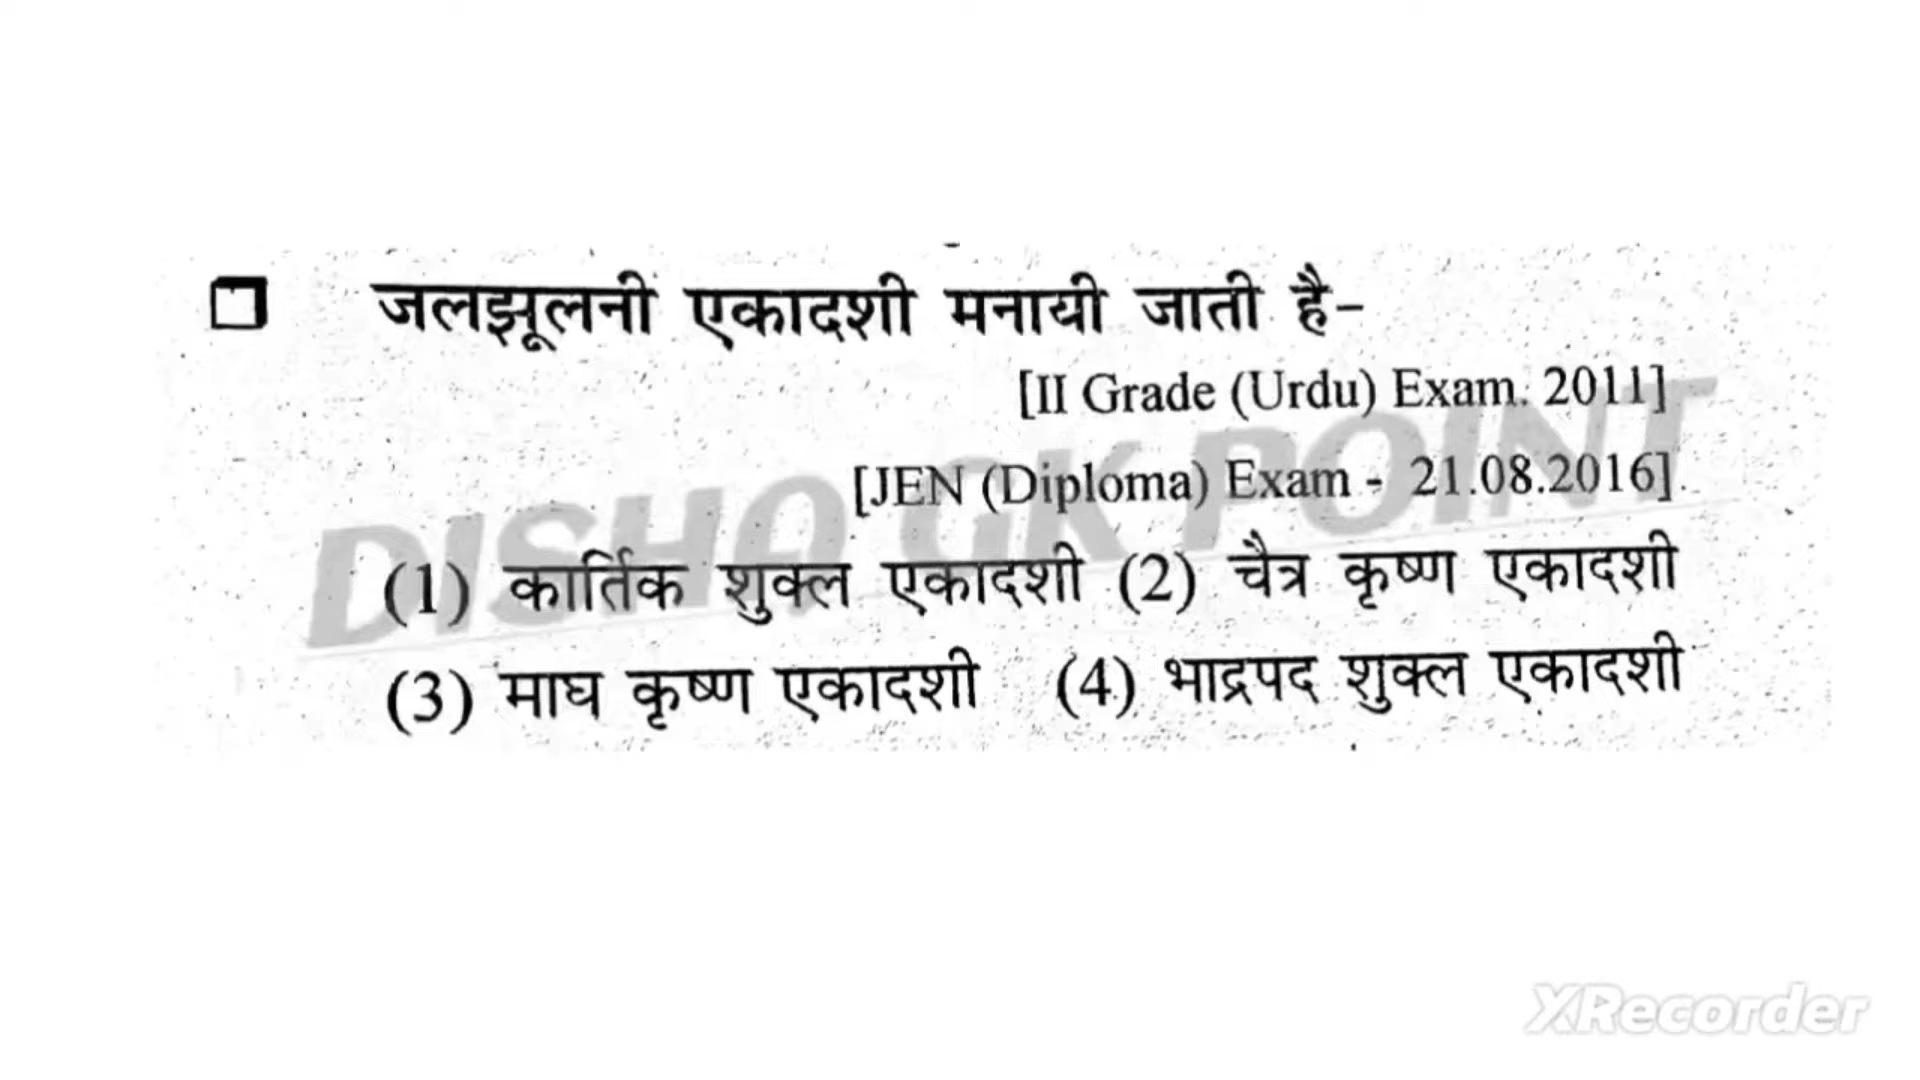 जलझूलनी एकादशी मनायी जाती है-
[II Grade (Urdu) Exam. 2011]
[JEN (Diploma) Exam - 21.08.2016]
DISHA GK POINT
(1) कार्तिक शुक्ल एकादशी (2) चैत्र कृष्ण एकादशी
(3) माघ कृष्ण एकादशी (4) भाद्रपद शुक्ल एकादशी
XRecorder